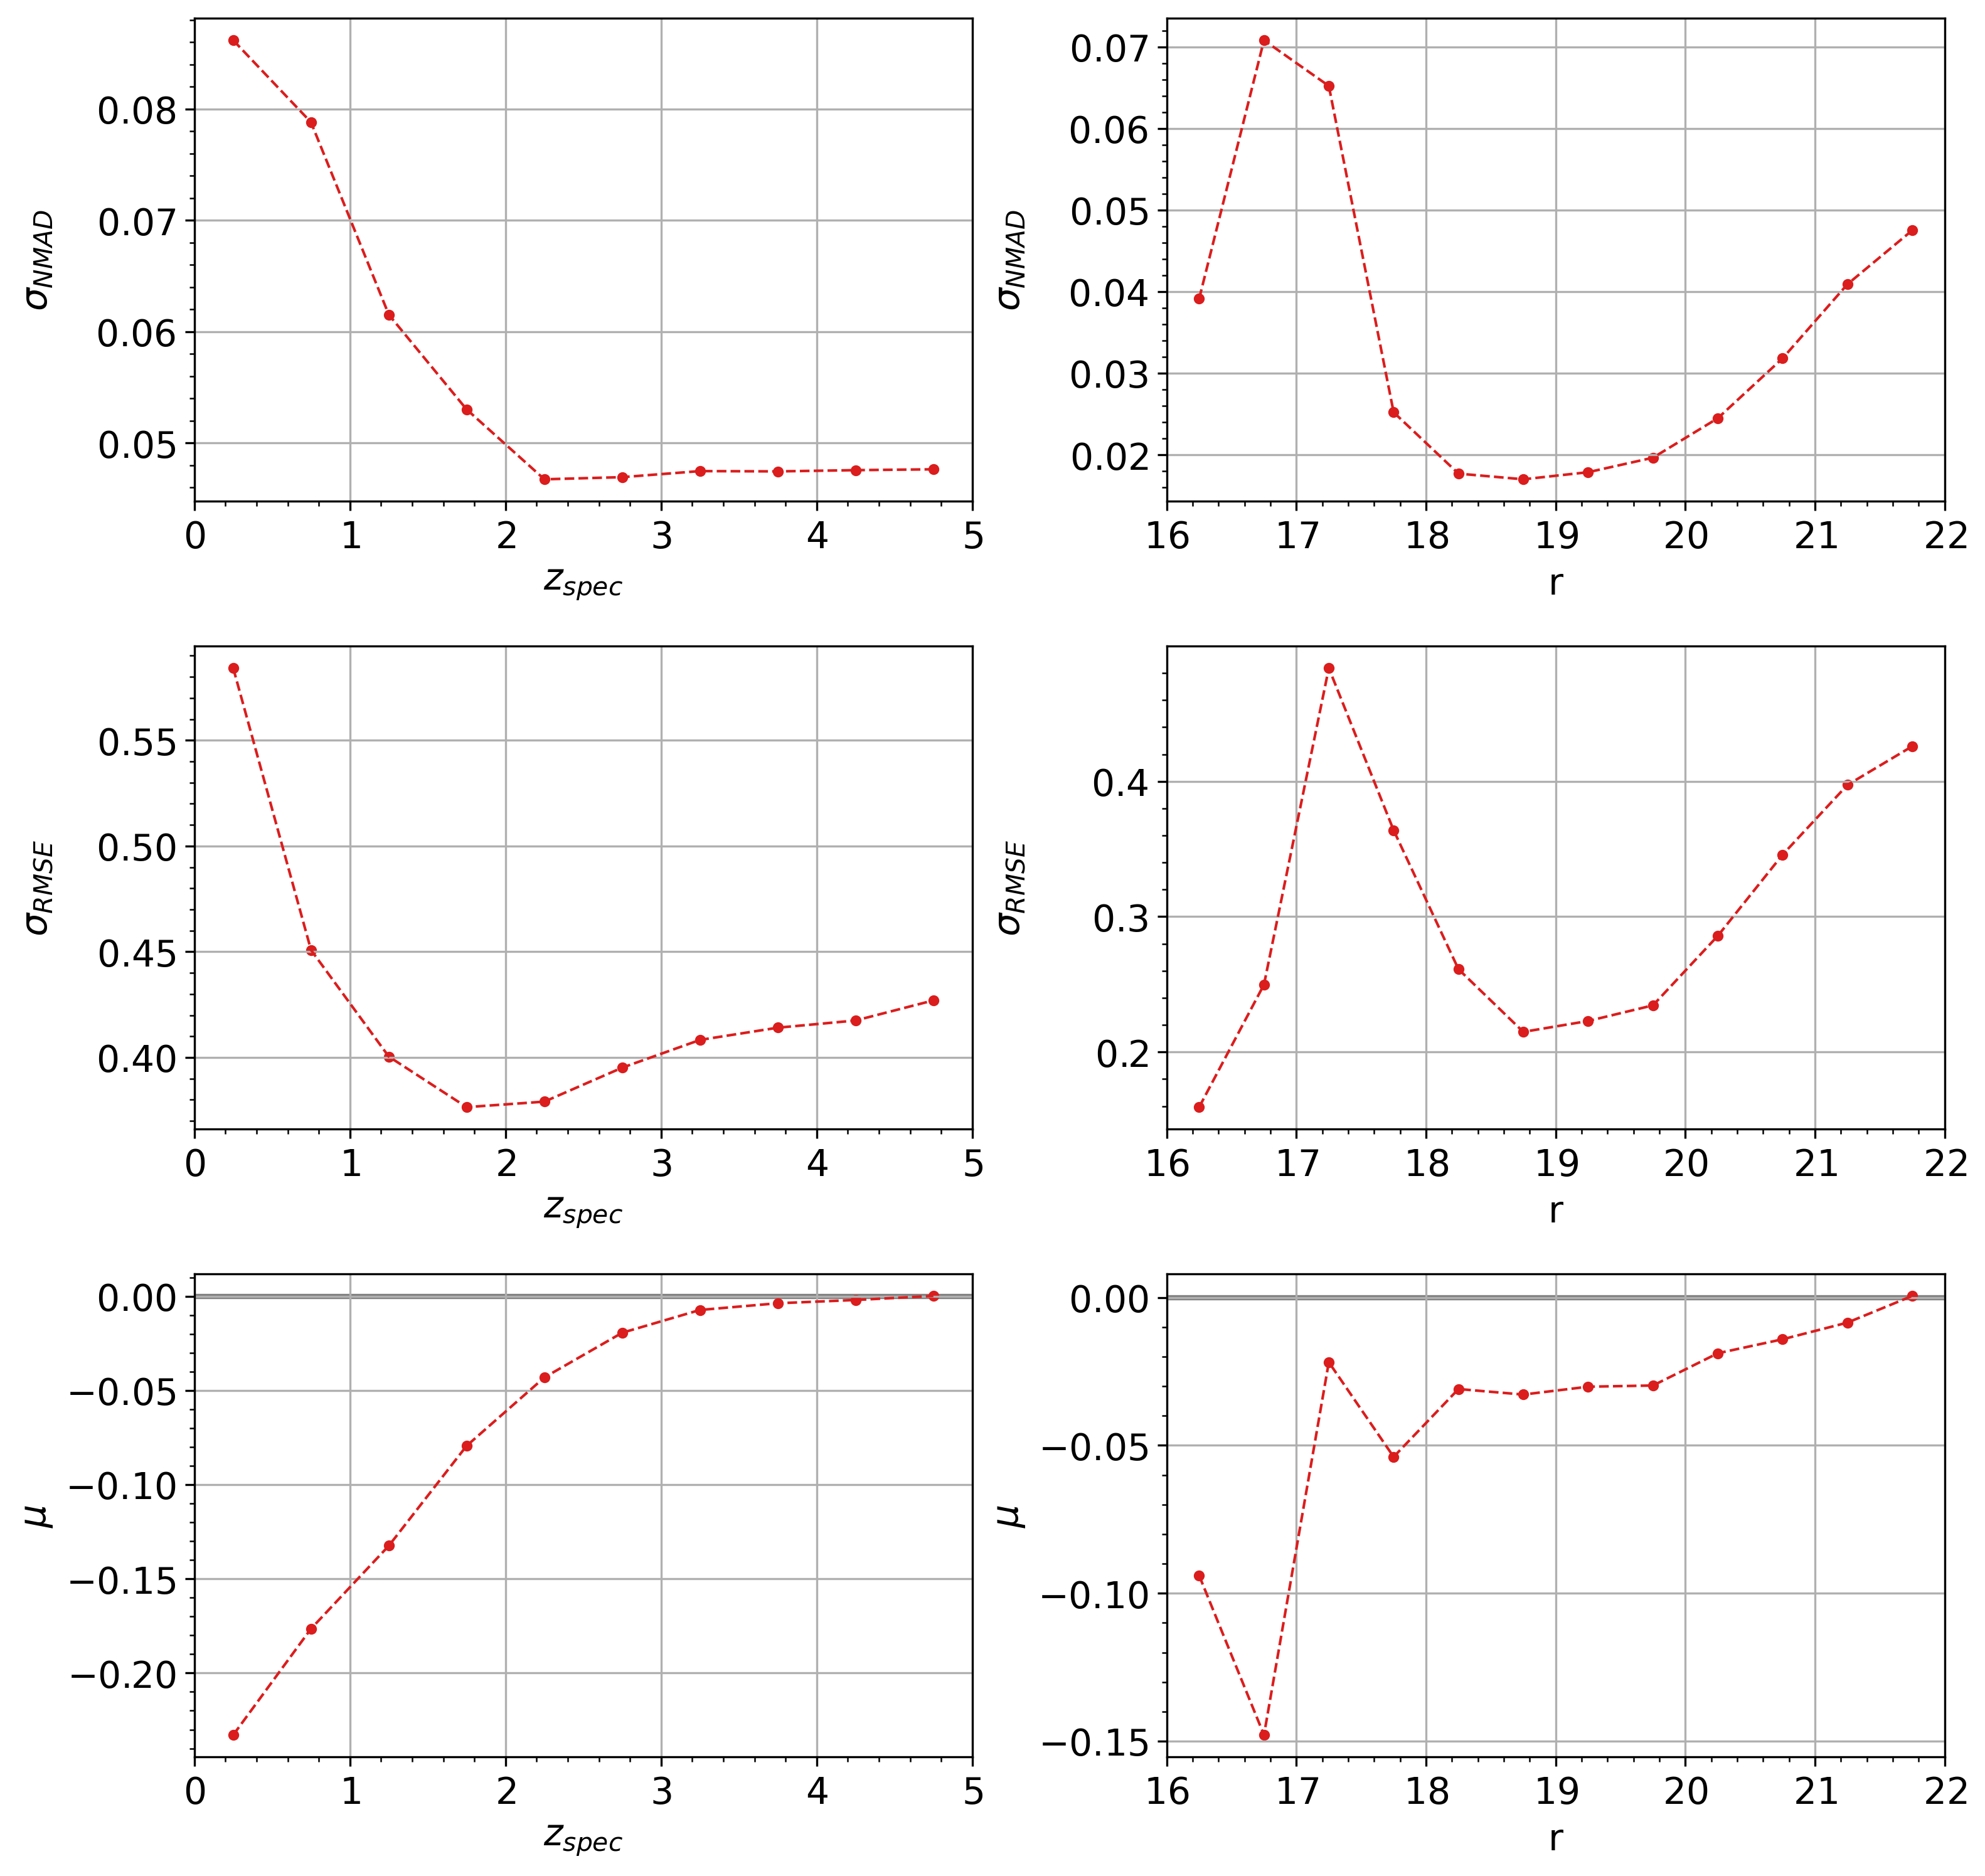 0.08
0.07
0.06
0.05
σNMAD
0 1 2 3 4 5
zspec
0.07
0.06
0.05
0.04
0.03
0.02
σNMAD
16 17 18 19 20 21 22
r
0.55
0.50
0.45
0.40
σRMSE
0 1 2 3 4 5
zspec
0.4
0.3
0.2
σRMSE
16 17 18 19 20 21 22
r
0.00
−0.05
−0.10
−0.15
−0.20
μ
0 1 2 3 4 5
zspec
0.00
−0.05
−0.10
−0.15
μ
16 17 18 19 20 21 22
r